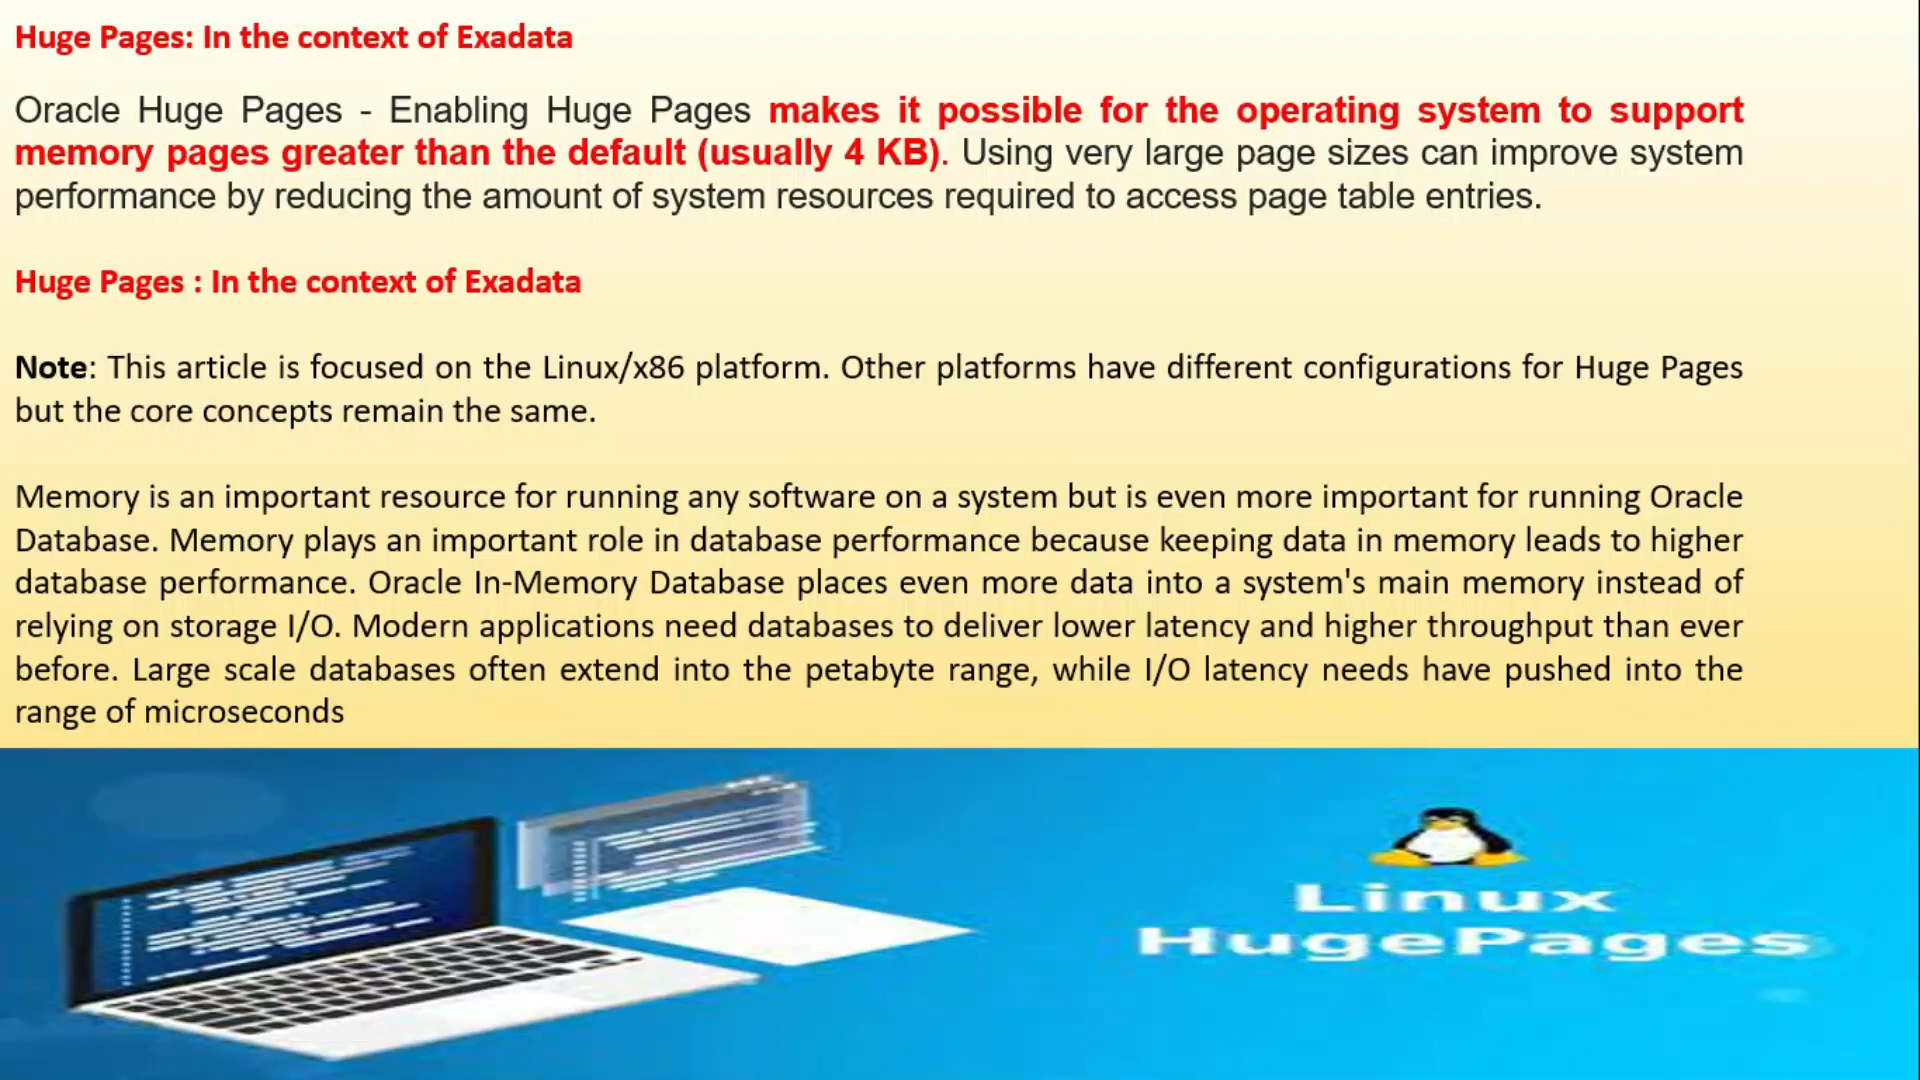 Huge Pages: In the context of Exadata
Oracle Huge Pages - Enabling Huge Pages makes it possible for the operating system to support
memory pages greater than the default (usually 4 KB). Using very large page sizes can improve system
performance by reducing the amount of system resources required to access page table entries.
Huge Pages : In the context of Exadata
Note: This article is focused on the Linux/x86 platform. Other platforms have different configurations for Huge Pages
but the core concepts remain the same.
Memory is an important resource for running any software on a system but is even more important for running Oracle
Database. Memory plays an important role in database performance because keeping data in memory leads to higher
database performance. Oracle In-Memory Database places even more data into a system's main memory instead of
relying on storage I/O. Modern applications need databases to deliver lower latency and higher throughput than ever
before. Large scale databases often extend into the petabyte range, while I/O latency needs have pushed into the
range of microseconds
Linux
HugePages